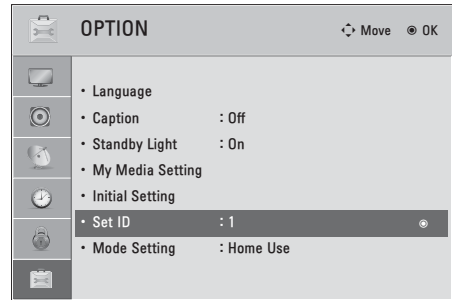 OPTION Move OK
• Language
• Caption : Off
• Standby Light : On
• My Media Setting
• Initial Setting
• Set ID : 1
• Mode Setting : Home Use